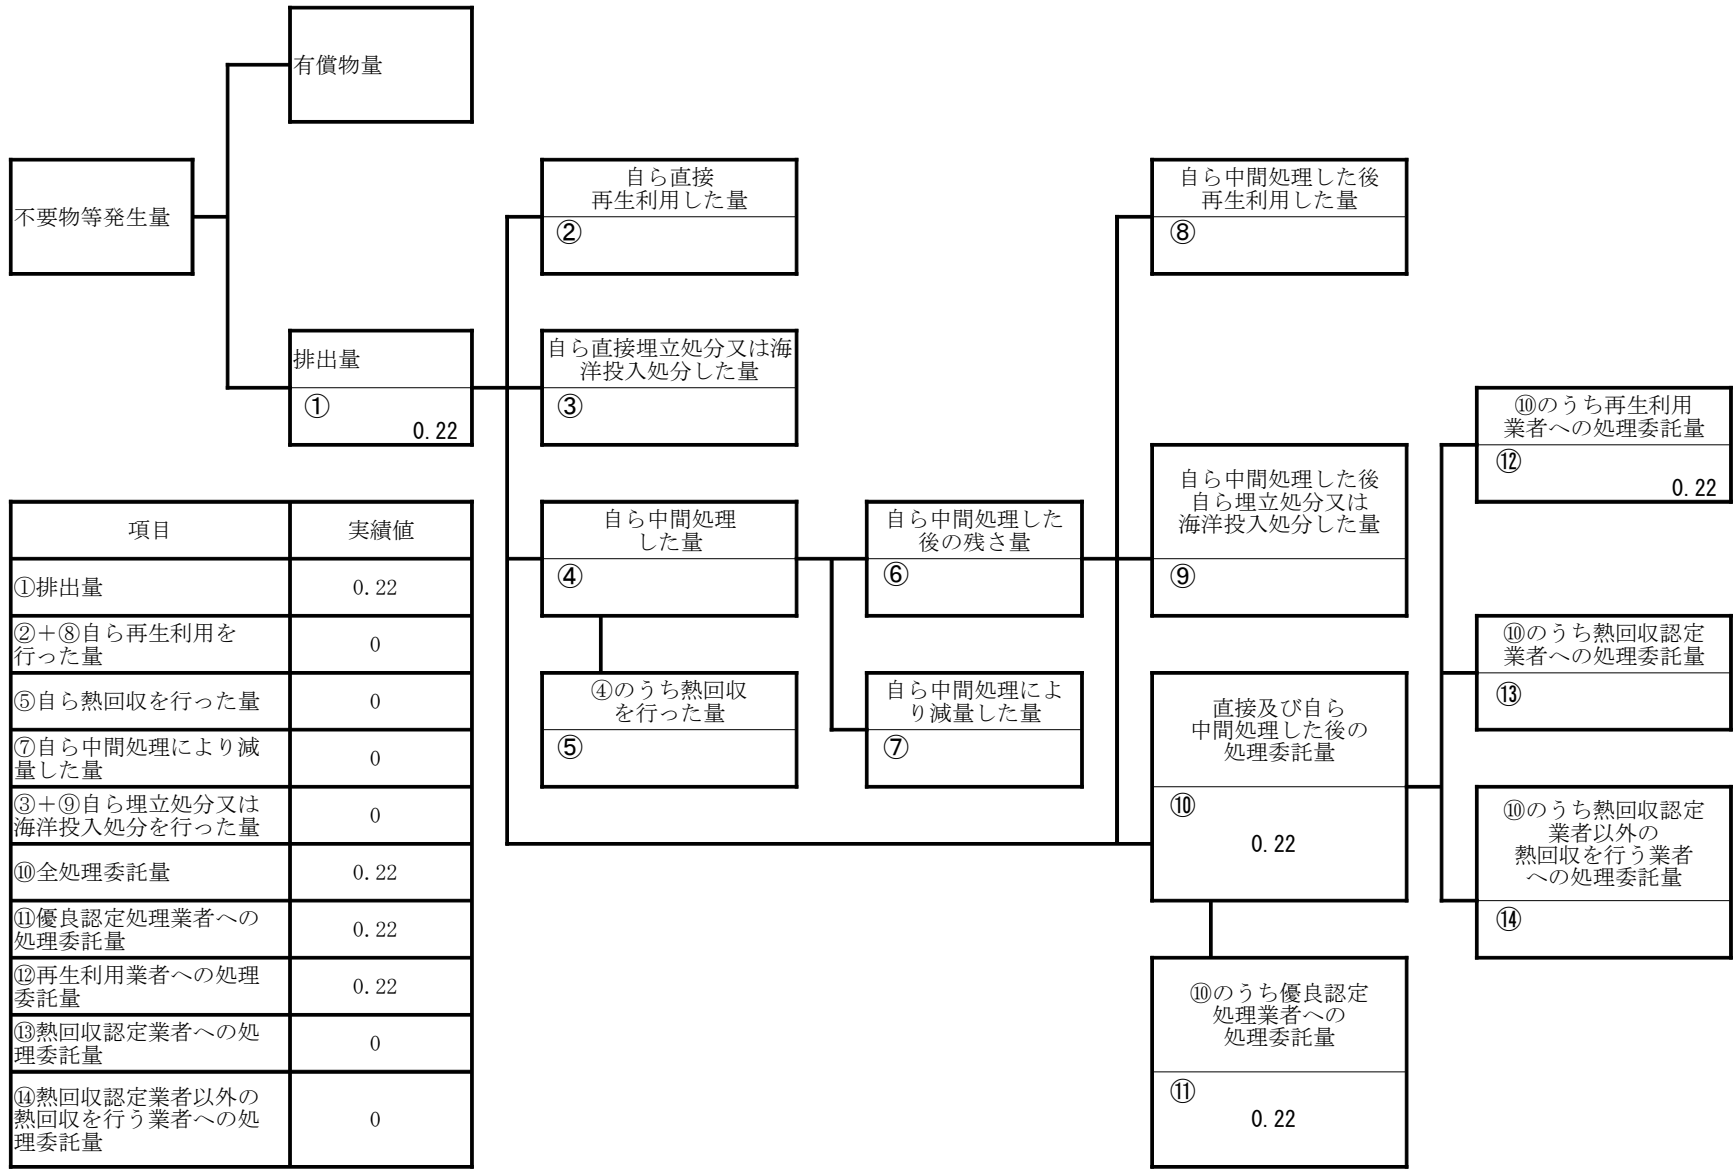 有償物量
不要物等発生量
自ら直接
再生利用した量
②
自ら中間処理した後
再生利用した量
⑧
排出量
①
0.22
自ら直接埋立処分又は海
洋投入処分した量
③
⑩のうち再生利用
業者への処理委託量
⑫
0.22
自ら中間処理
した量
④
自ら中間処理した
後の残さ量
⑥
自ら中間処理した後
自ら埋立処分又は
海洋投入処分した量
⑨
⑩のうち熱回収認定
業者への処理委託量
⑬
④のうち熱回収
を行った量
⑤
自ら中間処理によ
り減量した量
⑦
直接及び自ら
中間処理した後の
処理委託量
⑩
0.22
⑩のうち熱回収認定
業者以外の
熱回収を行う業者
への処理委託量
⑭
⑩のうち優良認定
処理業者への
処理委託量
⑪
0.22
項目 実績値
①排出量 0.22
②+⑧自ら再生利用を
行った量 0
⑤自ら熱回収を行った量 0
⑦自ら中間処理により減
量した量 0
③+⑨自ら埋立処分又は
海洋投入処分を行った量 0
⑩全処理委託量 0.22
⑪優良認定処理業者への
処理委託量 0.22
⑫再生利用業者への処理
委託量 0.22
⑬熱回収認定業者への処
理委託量 0
⑭熱回収認定業者以外の
熱回収を行う業者への処
理委託量 0